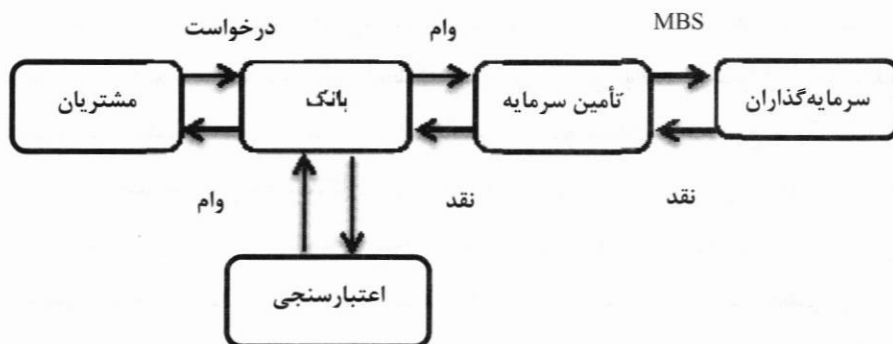 درخواست
وام
MBS
مشتریان
بانک
تأمین سرمایه
سرمایه‌گذاران
وام
نقد
نقد
اعتبارسنجی